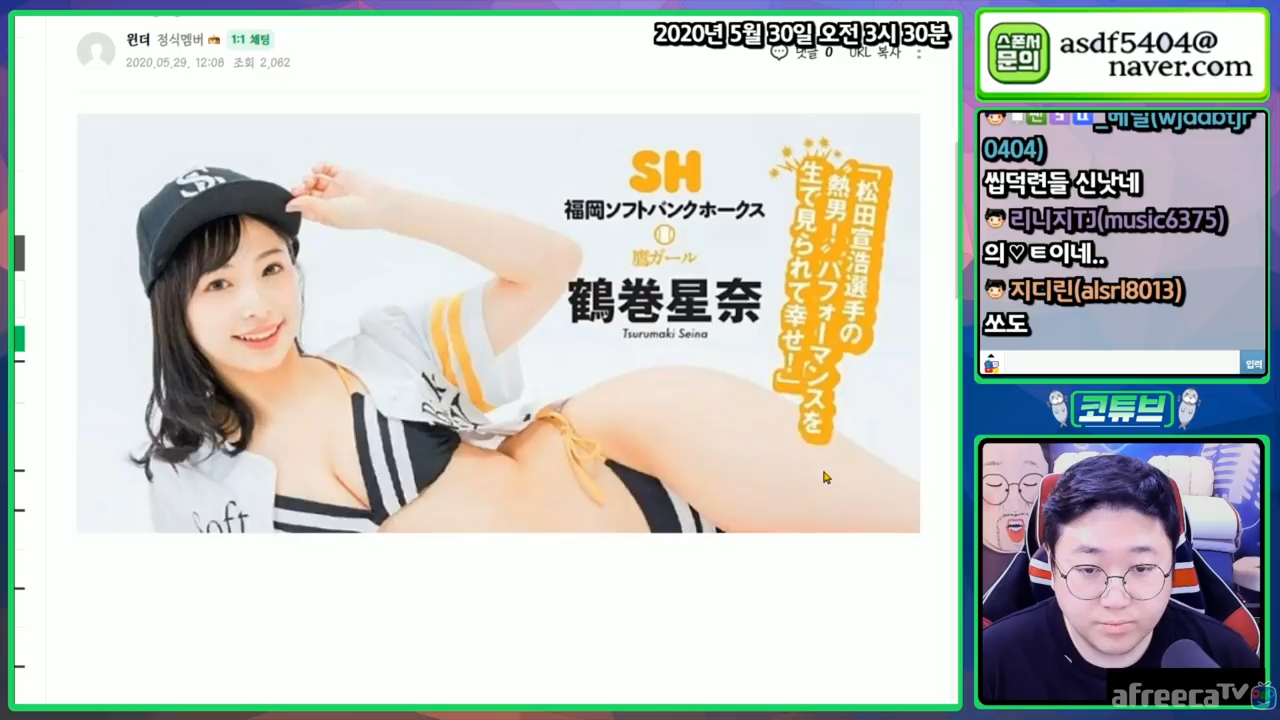 2020년 5월 30일 오전 3시 30분
윈더 정식멤버 1:1 채팅
2020.05.29. 12:08 조회 2,062
댓글 0 URL 복사
SH
福岡ソフトバンクホークス
鷹ガール
鶴巻星奈
Tsurumaki Seina
「松田宣浩選手の
“熱男!”パフォーマンスを
生で見られて幸せ!」
스폰서
문의
asdf5404@
naver.com
0404)
씹덕련들 신낫네
리니지TJ(music6375)
의♡ㅌ이네..
지디린(alsrl8013)
쏘도
입력
코튜브
afreecaTV